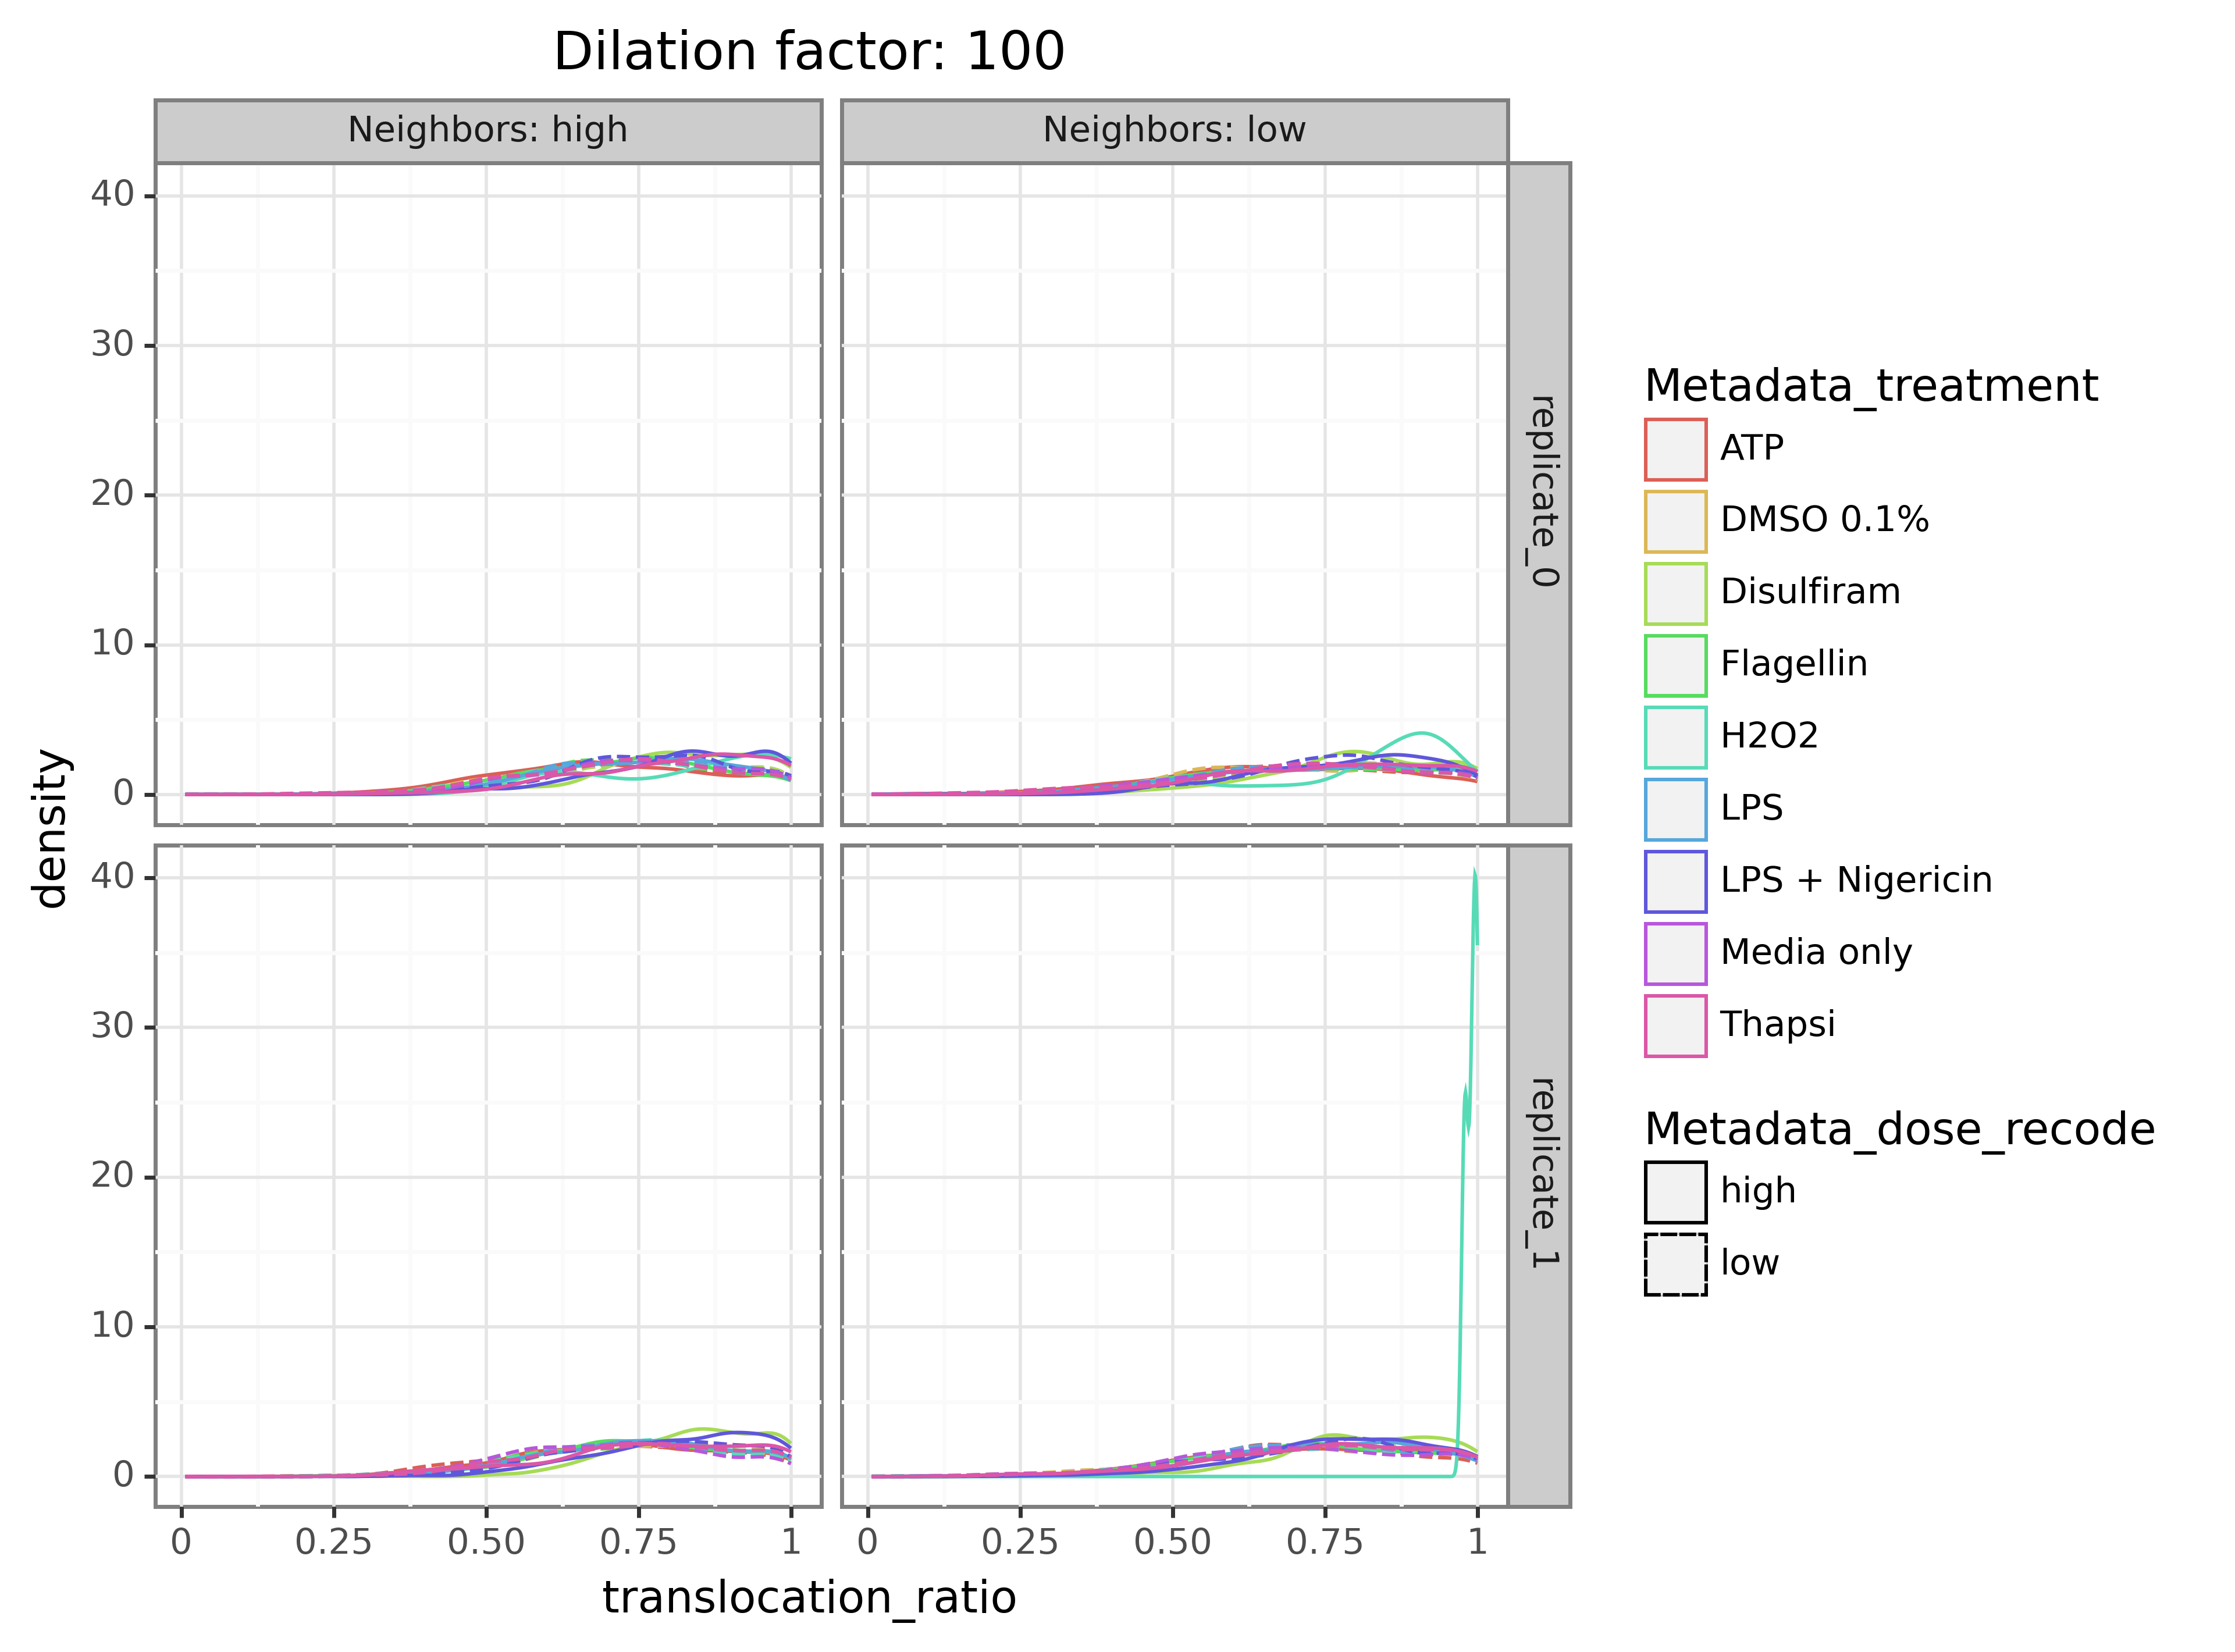 Dilation factor: 100
Neighbors: high
Neighbors: low
40
30
20
10
0
replicate_0
40
30
20
10
0
replicate_1
density
0
0.25
0.50
0.75
1
0
0.25
0.50
0.75
1
translocation_ratio
Metadata_treatment
ATP
DMSO 0.1%
Disulfiram
Flagellin
H2O2
LPS
LPS + Nigericin
Media only
Thapsi
Metadata_dose_recode
high
low